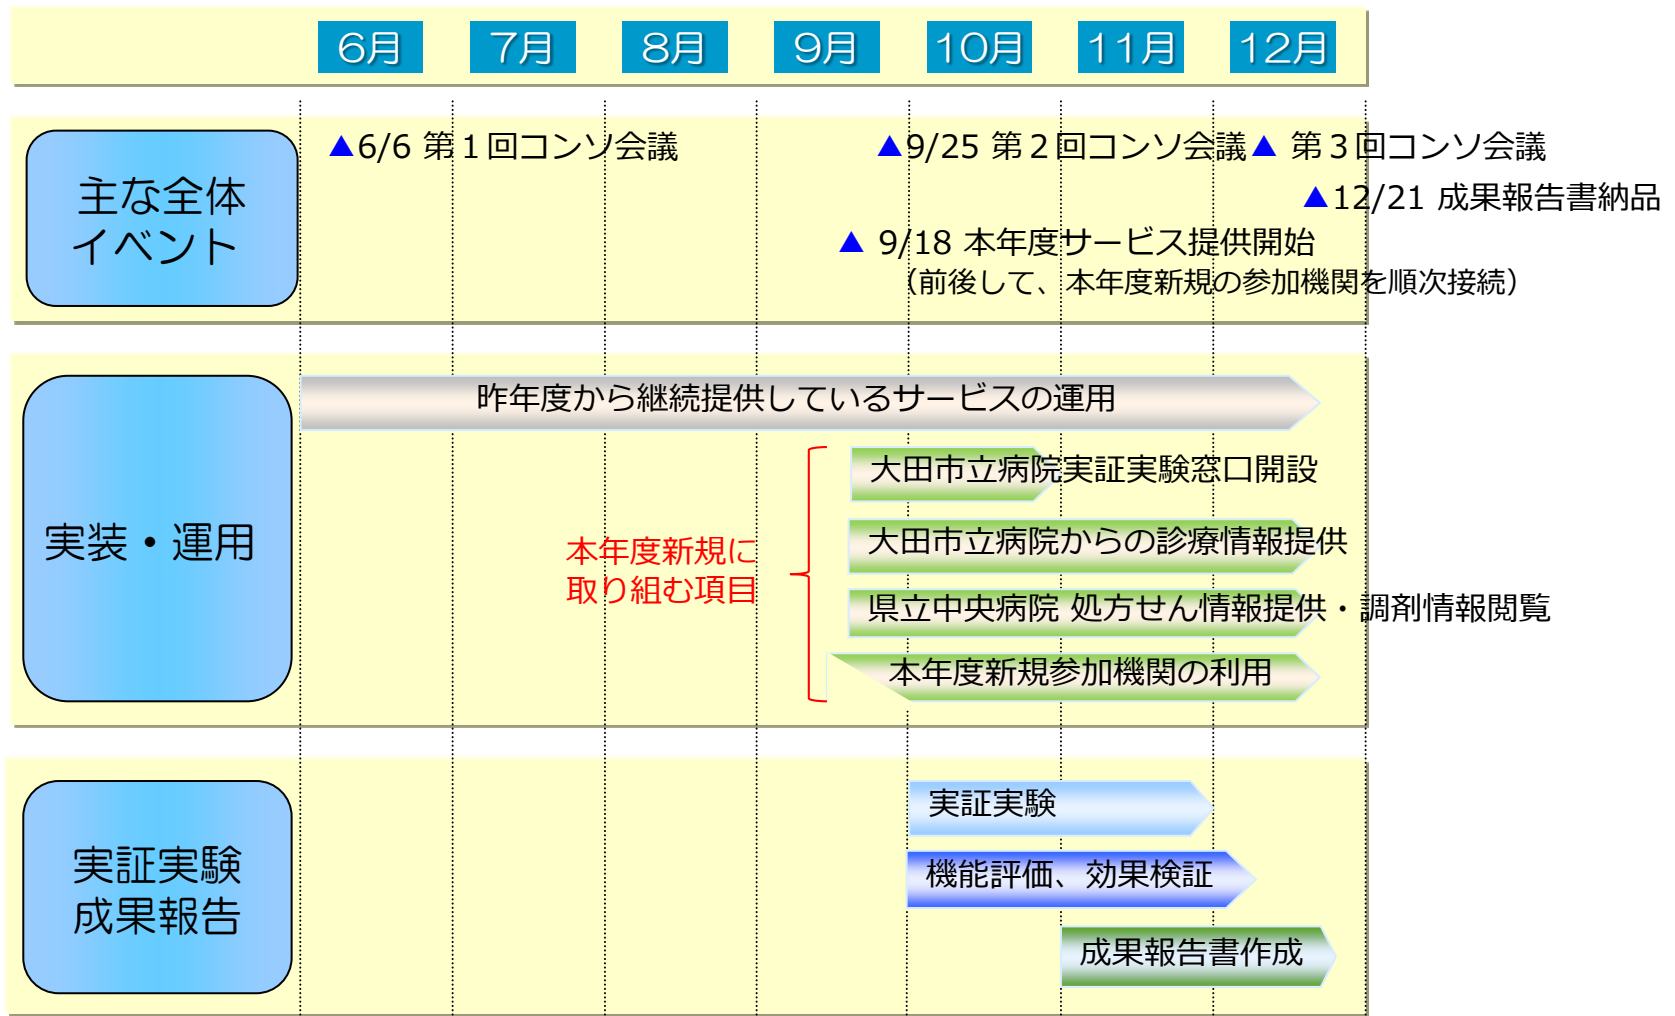 6月 7月 8月 9月 10月 11月 12月
主な全体
イベント
▲6/6 第１回コンソ会議
▲9/25 第２回コンソ会議
▲ 第３回コンソ会議
▲12/21 成果報告書納品
▲ 9/18 本年度サービス提供開始
（前後して、本年度新規の参加機関を順次接続）
実装・運用
昨年度から継続提供しているサービスの運用
本年度新規に
取り組む項目
大田市立病院実証実験窓口開設
大田市立病院からの診療情報提供
県立中央病院 処方せん情報提供・調剤情報閲覧
本年度新規参加機関の利用
実証実験
成果報告
実証実験
機能評価、効果検証
成果報告書作成